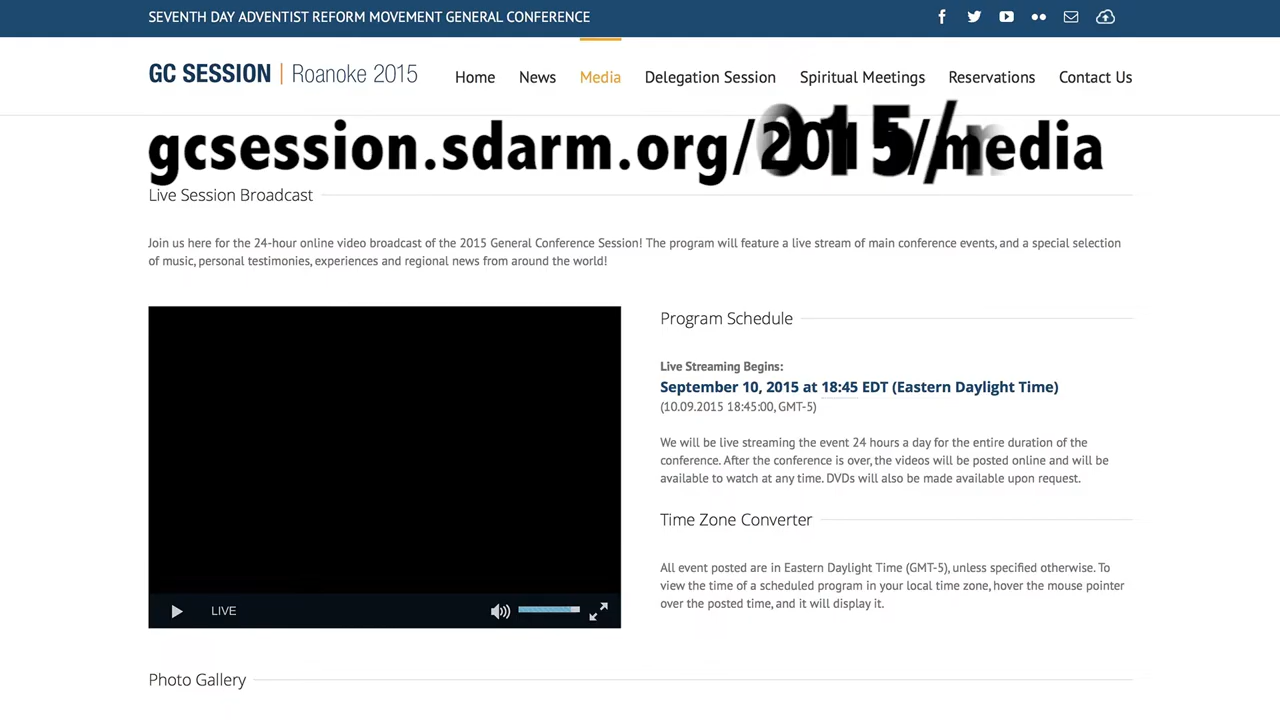 SEVENTH DAY ADVENTIST REFORM MOVEMENT GENERAL CONFERENCE
GC SESSION | Roanoke 2015
Home News Media Delegation Session Spiritual Meetings Reservations Contact Us
gcsession.sdarm.org/2015/media
Live Session Broadcast
Join us here for the 24-hour online video broadcast of the 2015 General Conference Session! The program will feature a live stream of main conference events, and a special selection
of music, personal testimonies, experiences and regional news from around the world!
Program Schedule
Live Streaming Begins:
September 10, 2015 at 18:45 EDT (Eastern Daylight Time)
(10.09.2015 18:45:00, GMT-5)
We will be live streaming the event 24 hours a day for the entire duration of the
conference. After the conference is over, the videos will be posted online and will be
available to watch at any time. DVDs will also be made available upon request.
Time Zone Converter
All event posted are in Eastern Daylight Time (GMT-5), unless specified otherwise. To
view the time of a scheduled program in your local time zone, hover the mouse pointer
over the posted time, and it will display it.
LIVE
Photo Gallery